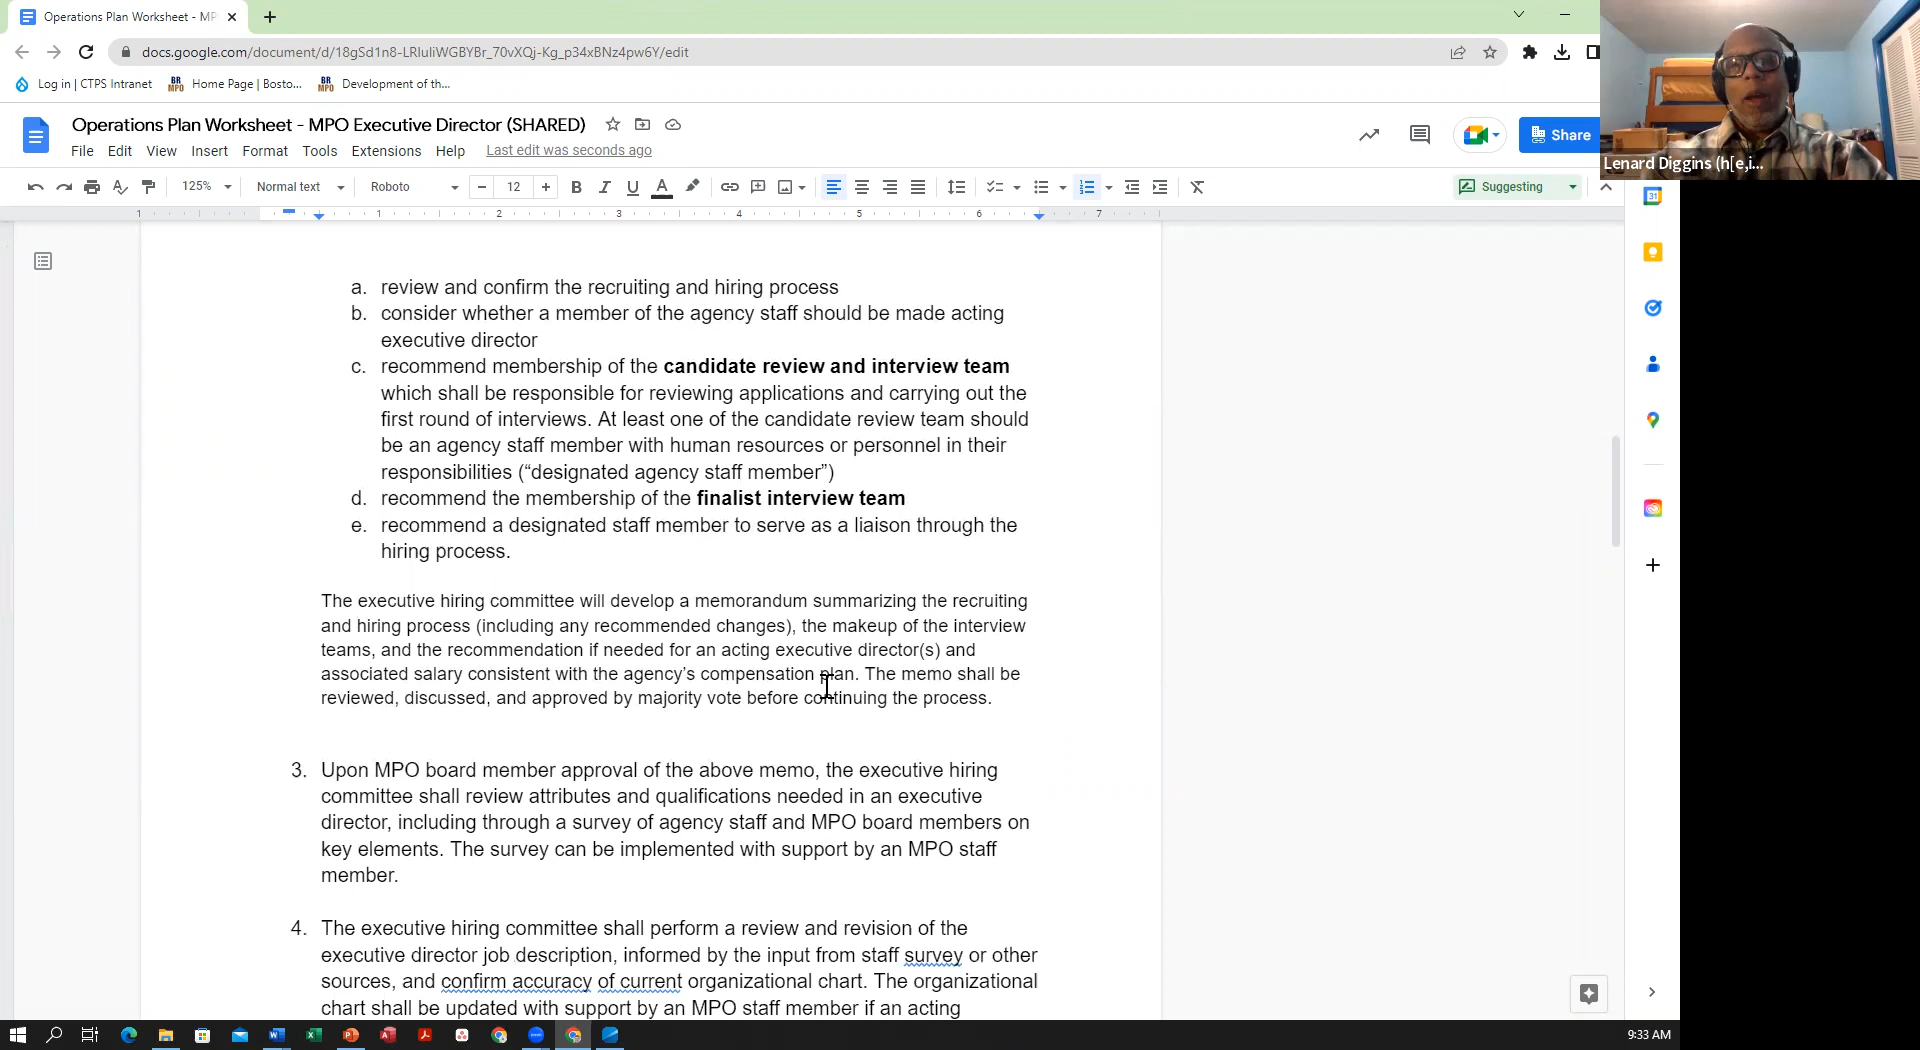 Operations Plan Worksheet - MP
docs.google.com/document/d/18gSd1n8-LRIuIiWGBYBr_70vXQj-Kg_p34xBNz4pw6Y/edit
Log in | CTPS Intranet
BR MPO
Home Page | Bosto...
BR MPO
Development of th...
Operations Plan Worksheet - MPO Executive Director (SHARED)
Share
Lenard Diggins (h[e,i...
File Edit View Insert Format Tools Extensions Help Last edit was seconds ago
125% Normal text Roboto − 12 + B I U A Suggesting
1 1 2 3 4 5 6 7
31
a. review and confirm the recruiting and hiring process
b. consider whether a member of the agency staff should be made acting
executive director
c. recommend membership of the candidate review and interview team
which shall be responsible for reviewing applications and carrying out the
first round of interviews. At least one of the candidate review team should
be an agency staff member with human resources or personnel in their
responsibilities (“designated agency staff member”)
d. recommend the membership of the finalist interview team
e. recommend a designated staff member to serve as a liaison through the
hiring process.
The executive hiring committee will develop a memorandum summarizing the recruiting
and hiring process (including any recommended changes), the makeup of the interview
teams, and the recommendation if needed for an acting executive director(s) and
associated salary consistent with the agency’s compensation plan. The memo shall be
reviewed, discussed, and approved by majority vote before continuing the process.
3. Upon MPO board member approval of the above memo, the executive hiring
committee shall review attributes and qualifications needed in an executive
director, including through a survey of agency staff and MPO board members on
key elements. The survey can be implemented with support by an MPO staff
member.
4. The executive hiring committee shall perform a review and revision of the
executive director job description, informed by the input from staff survey or other
sources, and confirm accuracy of current organizational chart. The organizational
chart shall be updated with support by an MPO staff member if an acting
9:33 AM